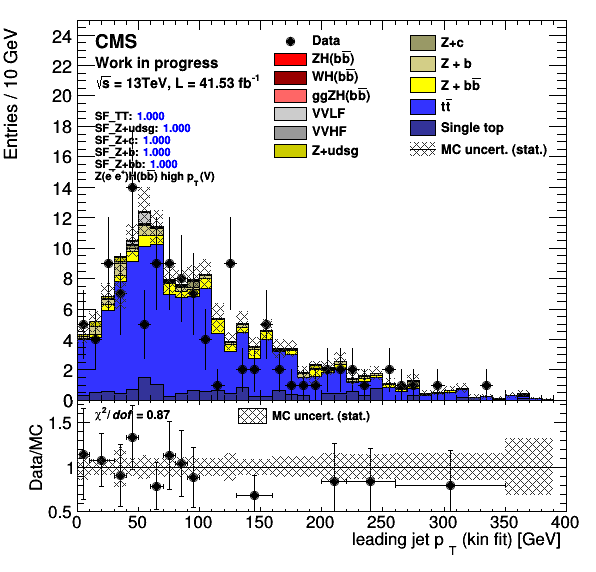 CMS
Work in progress
√s = 13TeV, L = 41.53 fb⁻¹
SF_TT: 1.000
SF_Z+udsg: 1.000
SF_Z+c: 1.000
SF_Z+b: 1.000
SF_Z+bb: 1.000
Z(e⁻e⁺)H(bb̅) high p_T(V)
Data
ZH(bb̅)
WH(bb̅)
ggZH(bb̅)
VVLF
VVHF
Z+udsg
Z+c
Z + b
Z + bb̅
tt̅
Single top
MC uncert. (stat.)
Entries / 10 GeV
24
22
20
18
16
14
12
10
8
6
4
2
0
χ²/dof = 0.87
MC uncert. (stat.)
Data/MC
1.5
1
0.5
0 50 100 150 200 250 300 350 400
leading jet p_T (kin fit) [GeV]